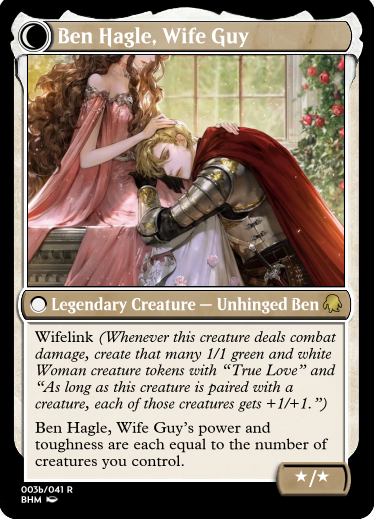 Ben Hagle, Wife Guy
Legendary Creature — Unhinged Ben
Wifelink (Whenever this creature deals combat
damage, create that many 1/1 green and white
Woman creature tokens with “True Love” and
“As long as this creature is paired with a
creature, each of those creatures gets +1/+1.”)
Ben Hagle, Wife Guy's power and
toughness are each equal to the number of
creatures you control.
★/★
003b/041 R
BHM